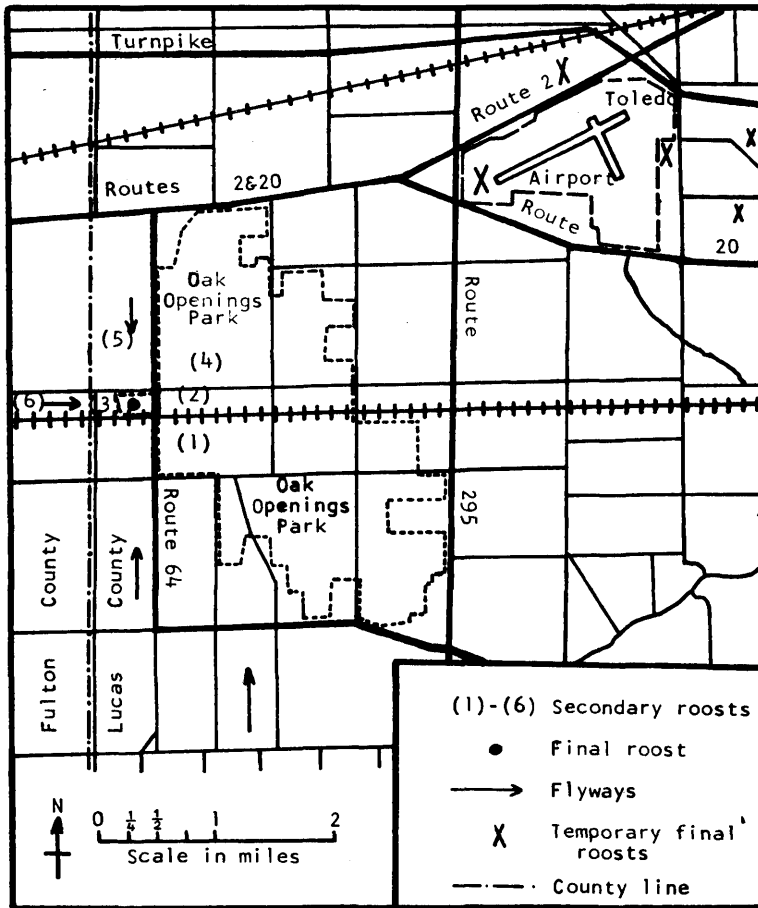 Turnpike
Route 2
X
Toledo
X
X
X
X
Airport
Routes 2&20
Route 20
Oak
Openings
Park
(5)
(4)
Route 295
(6)
(3)
(2)
(1)
Oak
Openings
Park
Route 64
Fulton County
Lucas County
(1)-(6) Secondary roosts
Final roost
Flyways
X Temporary final
roosts
County line
N
0 ¼ ½ 1 2
Scale in miles